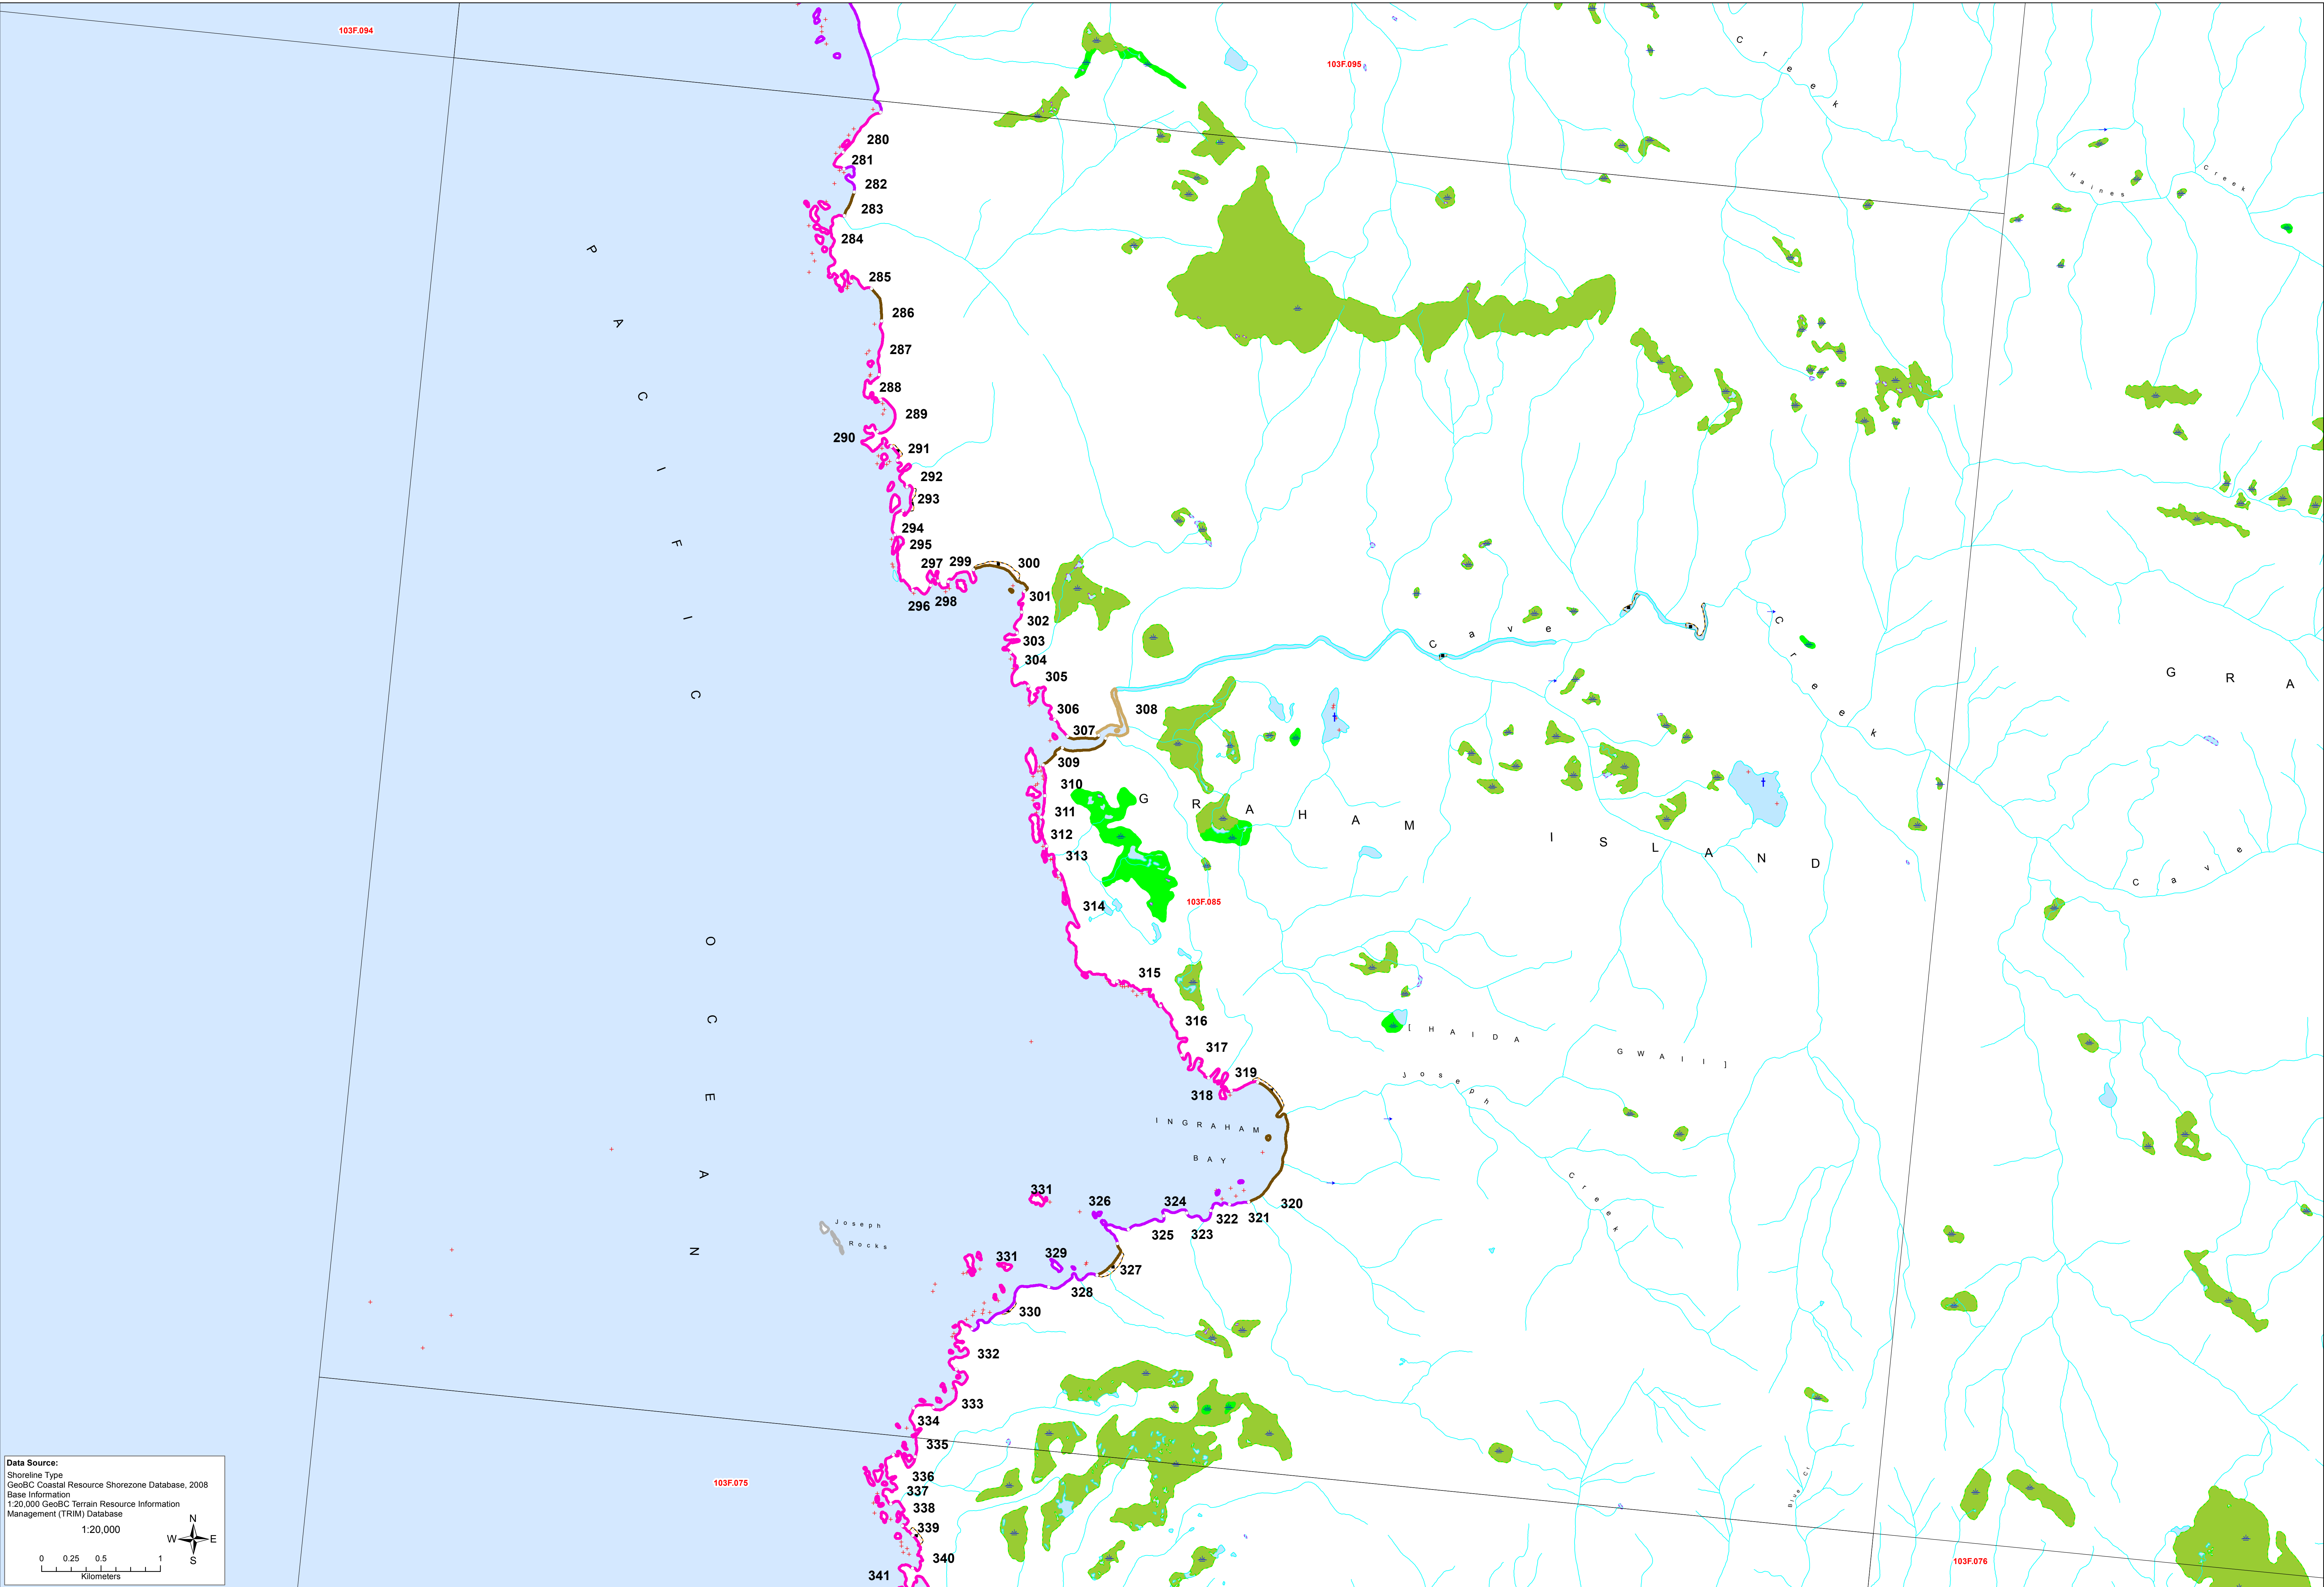 103F.094
103F.095
Creek
Haines Creek
280
281
282
283
284
285
286
287
288
289
290
291
292
293
294
295
296
297
298
299
300
301
302
303
304
305
306
307
308
309
310
311
312
313
314
315
316
317
318
319
320
321
322
323
324
325
326
327
328
329
330
331
331
332
333
334
335
336
337
338
339
340
341
PACIFIC
OCEAN
Cave
Creek
GRA
GRAHAM
ISLAND
Cave
103F.085
[ HAIDA
GWAII ]
Joseph
Creek
INGRAHAM
BAY
Joseph
Rocks
Blue Cr
103F.075
103F.076
Data Source:
Shoreline Type
GeoBC Coastal Resource Shorezone Database, 2008
Base Information
1:20,000 GeoBC Terrain Resource Information
Management (TRIM) Database
1:20,000
N
W E
S
0 0.25 0.5 1
Kilometers